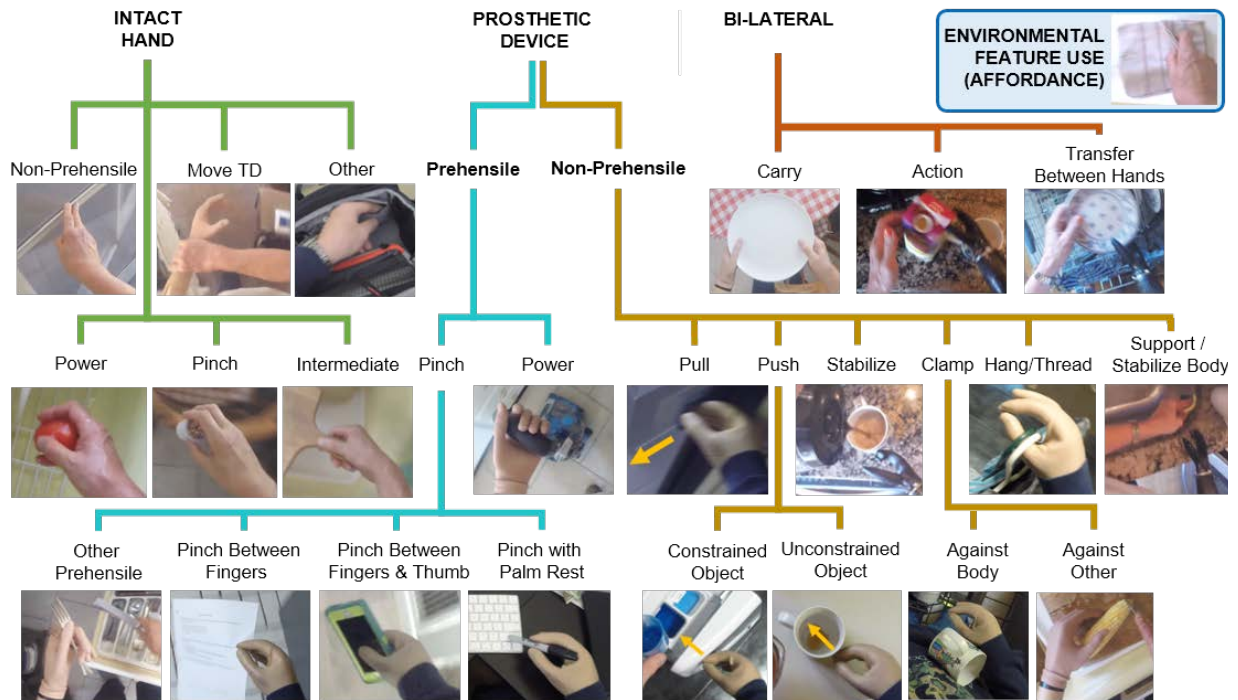 INTACT
HAND
PROSTHETIC
DEVICE
BI-LATERAL
ENVIRONMENTAL
FEATURE USE
(AFFORDANCE)
Non-Prehensile
Move TD
Other
Prehensile
Non-Prehensile
Carry
Action
Transfer
Between Hands
Power
Pinch
Intermediate
Pinch
Power
Pull
Push
Stabilize
Clamp
Hang/Thread
Support /
Stabilize Body
Other
Prehensile
Pinch Between
Fingers
Pinch Between
Fingers & Thumb
Pinch with
Palm Rest
Constrained
Object
Unconstrained
Object
Against
Body
Against
Other